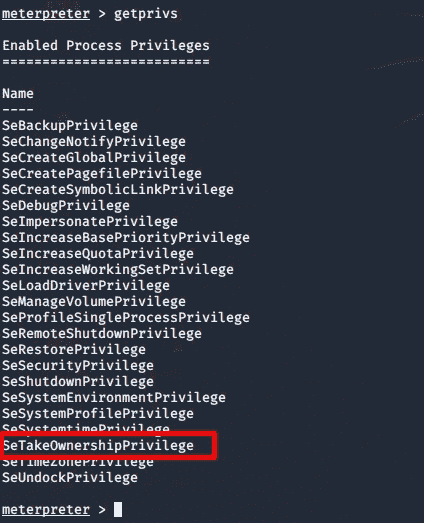 meterpreter > getprivs
Enabled Process Privileges
==========================
Name
----
SeBackupPrivilege
SeChangeNotifyPrivilege
SeCreateGlobalPrivilege
SeCreatePagefilePrivilege
SeCreateSymbolicLinkPrivilege
SeDebugPrivilege
SeImpersonatePrivilege
SeIncreaseBasePriorityPrivilege
SeIncreaseQuotaPrivilege
SeIncreaseWorkingSetPrivilege
SeLoadDriverPrivilege
SeManageVolumePrivilege
SeProfileSingleProcessPrivilege
SeRemoteShutdownPrivilege
SeRestorePrivilege
SeSecurityPrivilege
SeShutdownPrivilege
SeSystemEnvironmentPrivilege
SeSystemProfilePrivilege
SeSystemtimePrivilege
SeTakeOwnershipPrivilege
SeTimeZonePrivilege
SeUndockPrivilege
meterpreter >